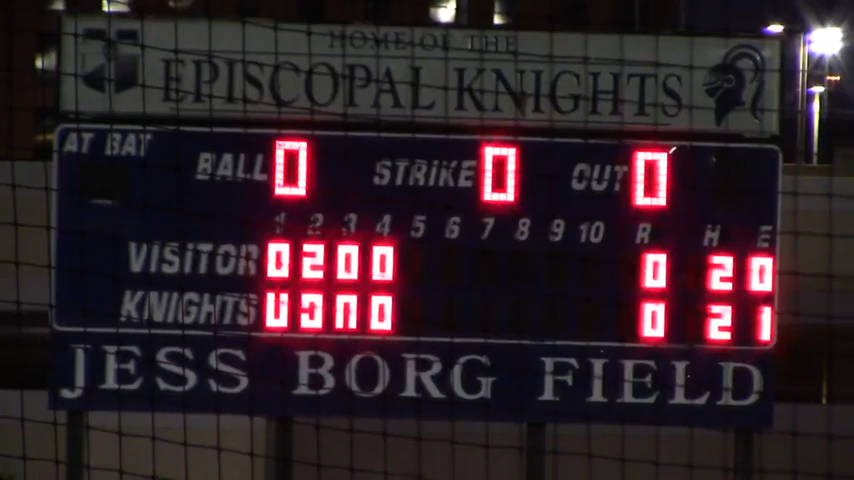 HOME OF THE
EPISCOPAL KNIGHTS
AT BAT
BALL 0 STRIKE 0 OUT 0
1 2 3 4 5 6 7 8 9 10 R H E
VISITOR 0 2 0 0 0 2 0
KNIGHTS 0 0 2 1
JESS BORG FIELD